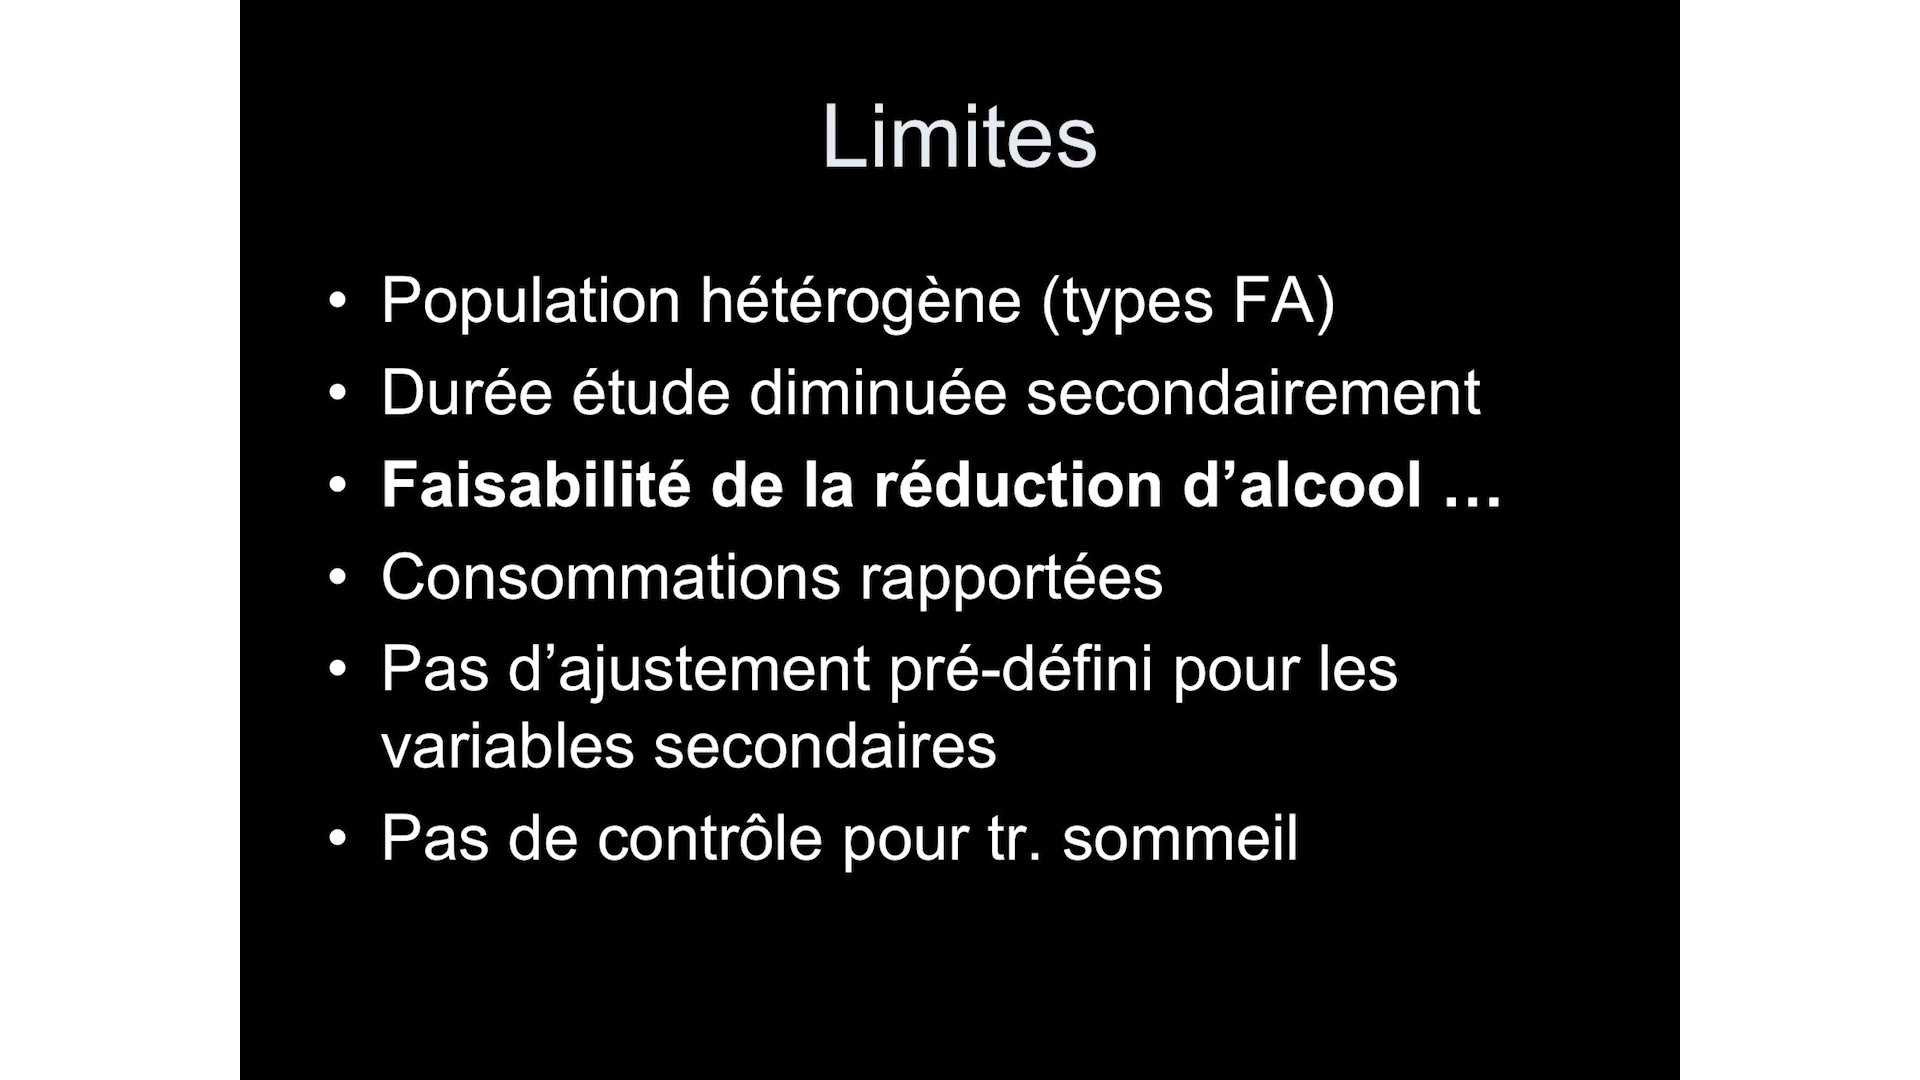 Limites
• Population hétérogène (types FA)
• Durée étude diminuée secondairement
• Faisabilité de la réduction d’alcool …
• Consommations rapportées
• Pas d’ajustement pré-défini pour les
variables secondaires
• Pas de contrôle pour tr. sommeil